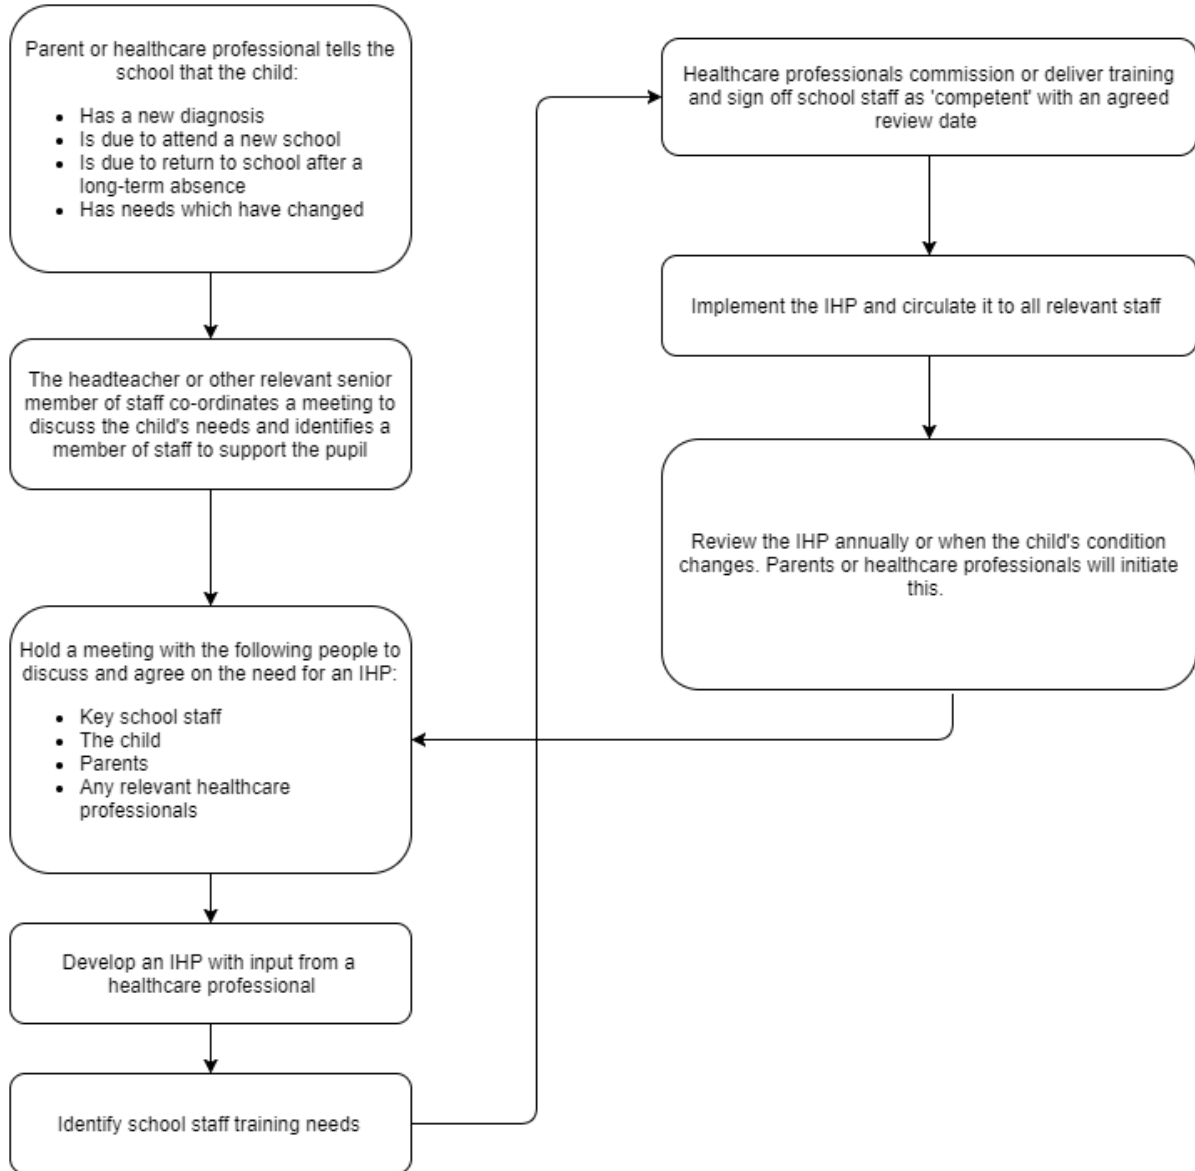 Parent or healthcare professional tells the
school that the child:
• Has a new diagnosis
• Is due to attend a new school
• Is due to return to school after a
long-term absence
• Has needs which have changed
The headteacher or other relevant senior
member of staff co-ordinates a meeting to
discuss the child's needs and identifies a
member of staff to support the pupil
Hold a meeting with the following people to
discuss and agree on the need for an IHP:
• Key school staff
• The child
• Parents
• Any relevant healthcare
professionals
Develop an IHP with input from a
healthcare professional
Identify school staff training needs
Healthcare professionals commission or deliver training
and sign off school staff as 'competent' with an agreed
review date
Implement the IHP and circulate it to all relevant staff
Review the IHP annually or when the child's condition
changes. Parents or healthcare professionals will initiate
this.